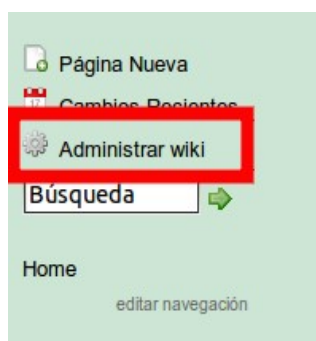 Página Nueva
Cambios Recientes
Administrar wiki
Búsqueda
Home
editar navegación